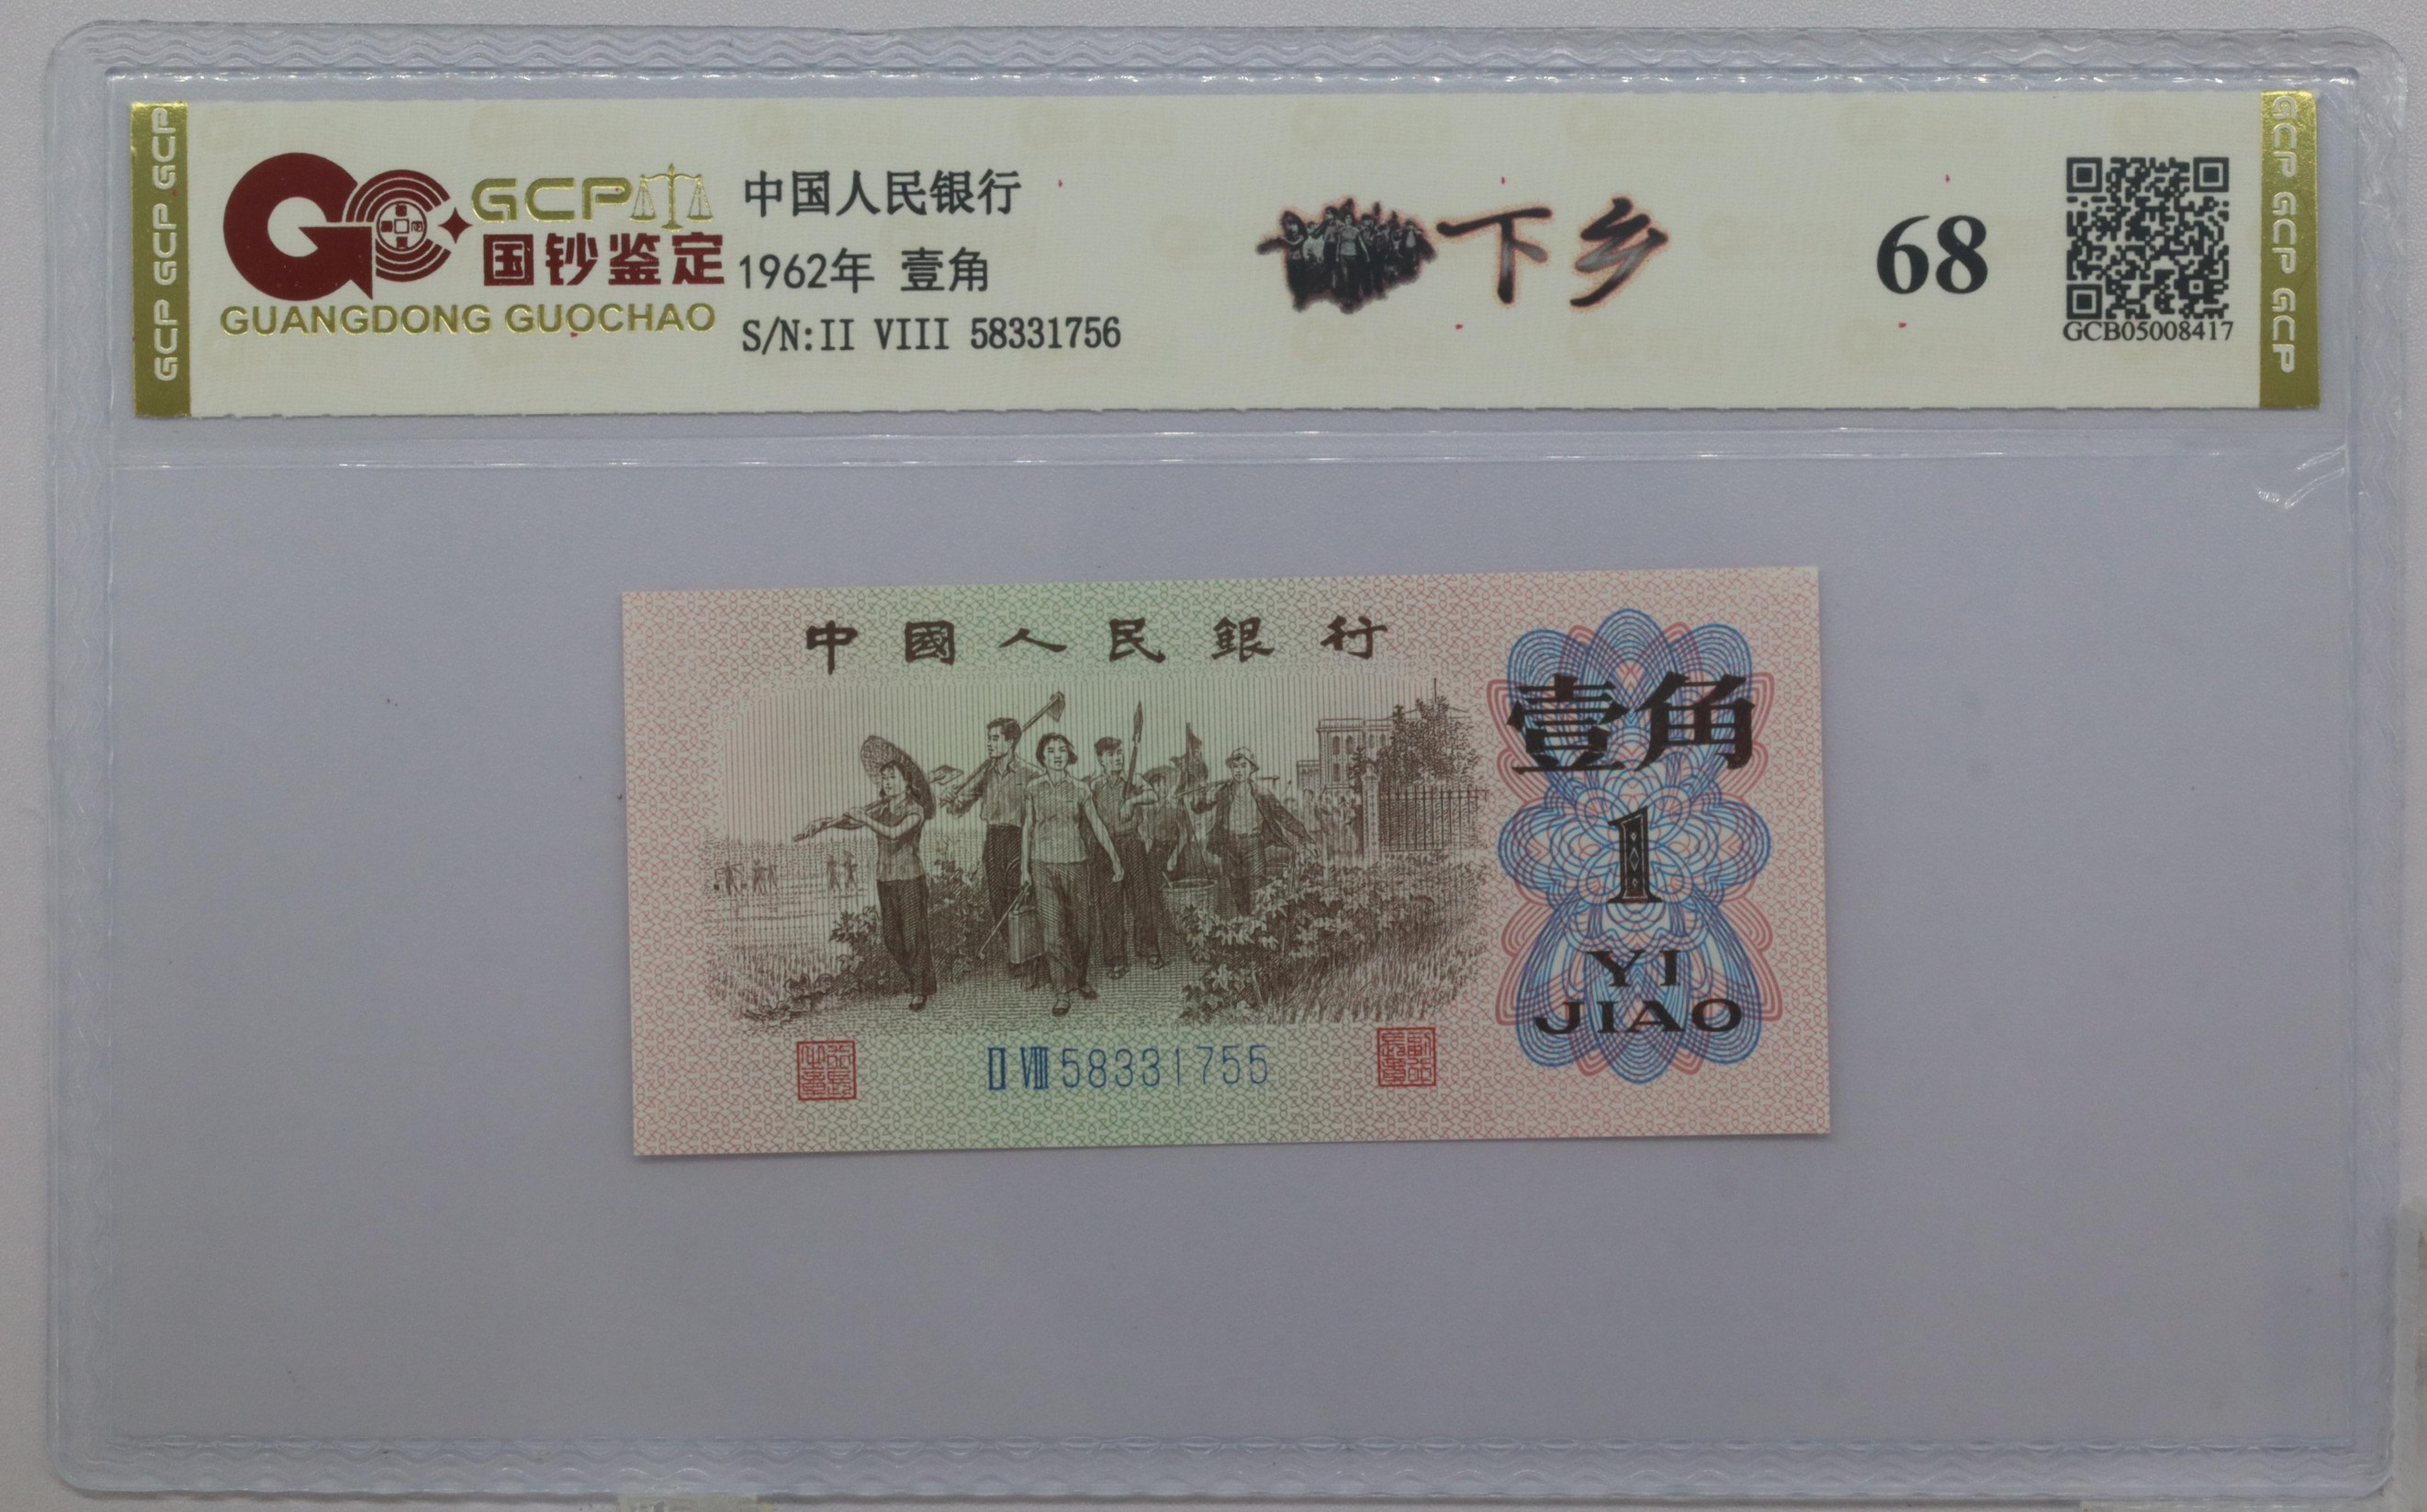 GCP GCP GCP
GCP
国钞鉴定
GUANGDONG GUOCHAO
中国人民银行
1962年 壹角
S/N:II VIII 58331756
下乡
68
GCB05008417
GCP GCP GCP
中國人民銀行
壹角
1
YI
JIAO
II VIII 58331755